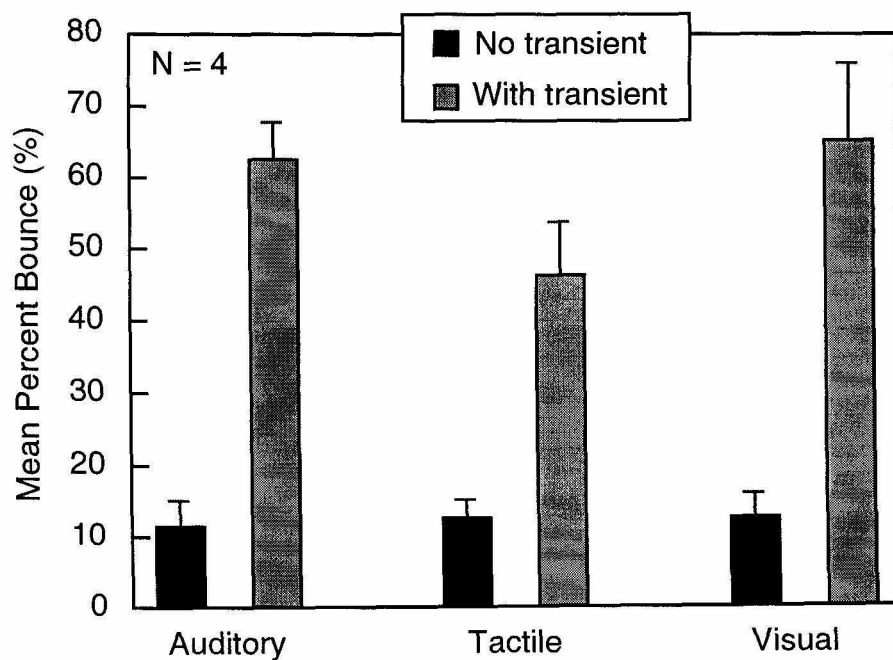 80
70
60
50
40
30
20
10
0
Mean Percent Bounce (%)
N = 4
No transient
With transient
Auditory
Tactile
Visual